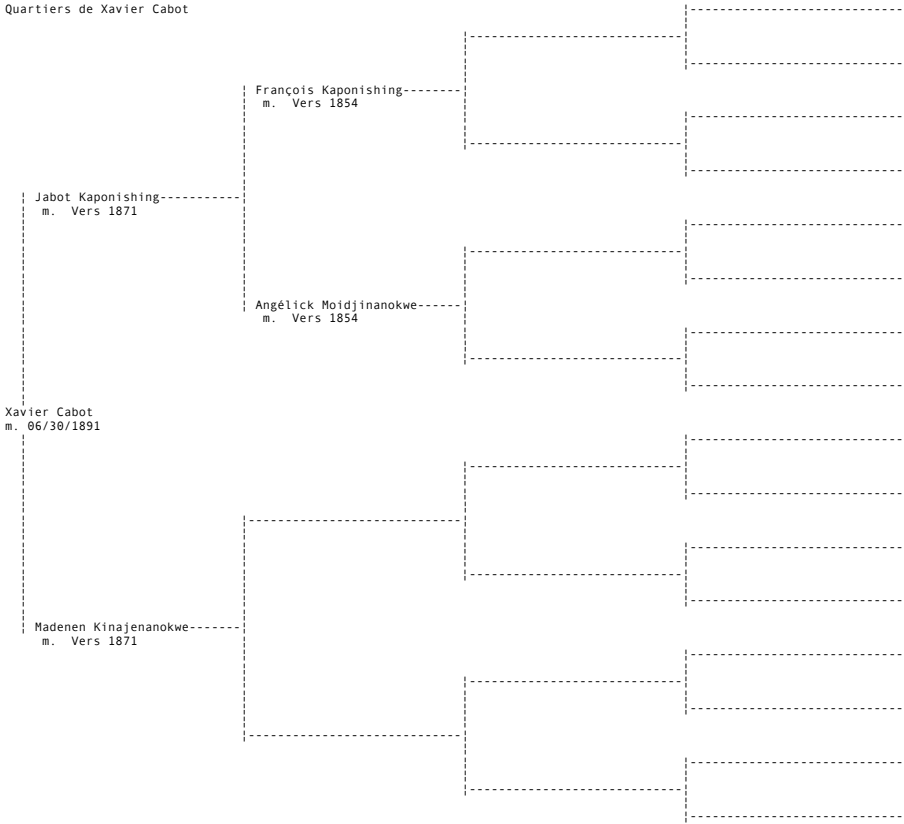 Quartiers de Xavier Cabot
François Kaponishing
m. Vers 1854
Jabot Kaponishing
m. Vers 1871
Angélick Moidjinanokwe
m. Vers 1854
Xavier Cabot
m. 06/30/1891
Madenen Kinajenanokwe
m. Vers 1871